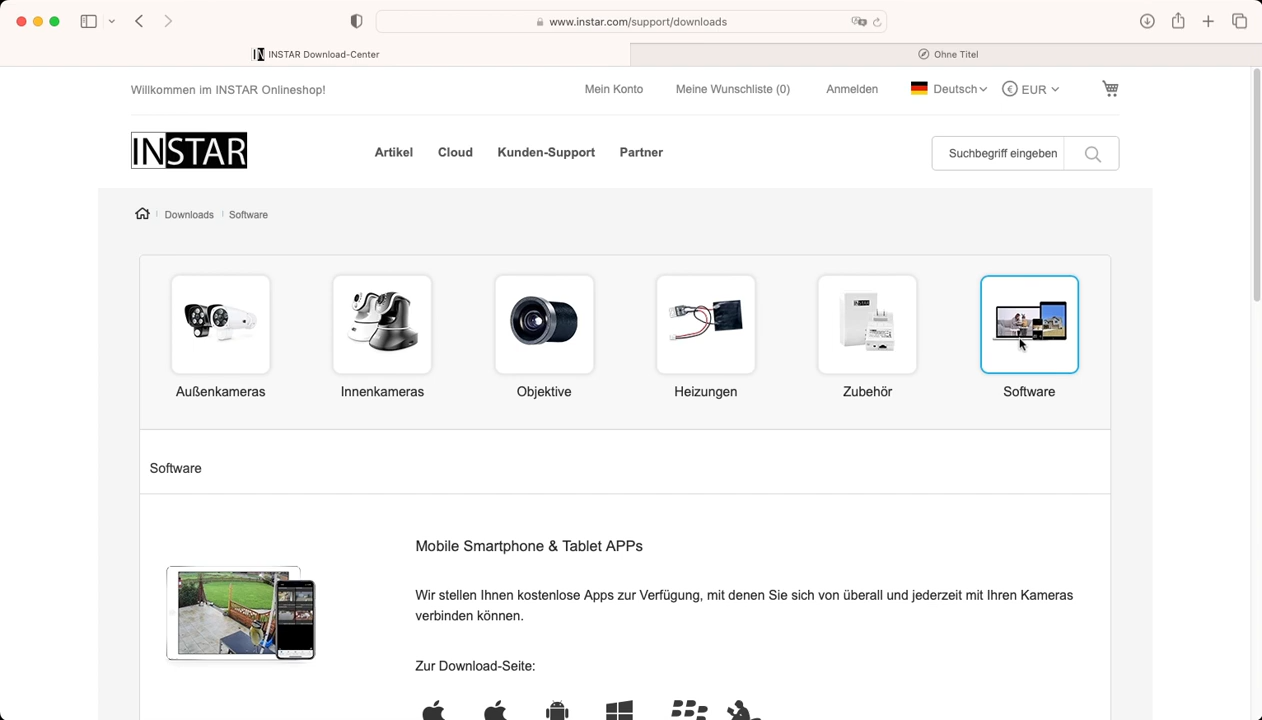 www.instar.com/support/downloads
INSTAR Download-Center
Ohne Titel
Willkommen im INSTAR Onlineshop!
Mein Konto
Meine Wunschliste (0)
Anmelden
Deutsch
€ EUR
INSTAR
Artikel
Cloud
Kunden-Support
Partner
Suchbegriff eingeben
Downloads
Software
Außenkameras
Innenkameras
Objektive
Heizungen
Zubehör
Software
Software
Mobile Smartphone & Tablet APPs
Wir stellen Ihnen kostenlose Apps zur Verfügung, mit denen Sie sich von überall und jederzeit mit Ihren Kameras
verbinden können.
Zur Download-Seite: